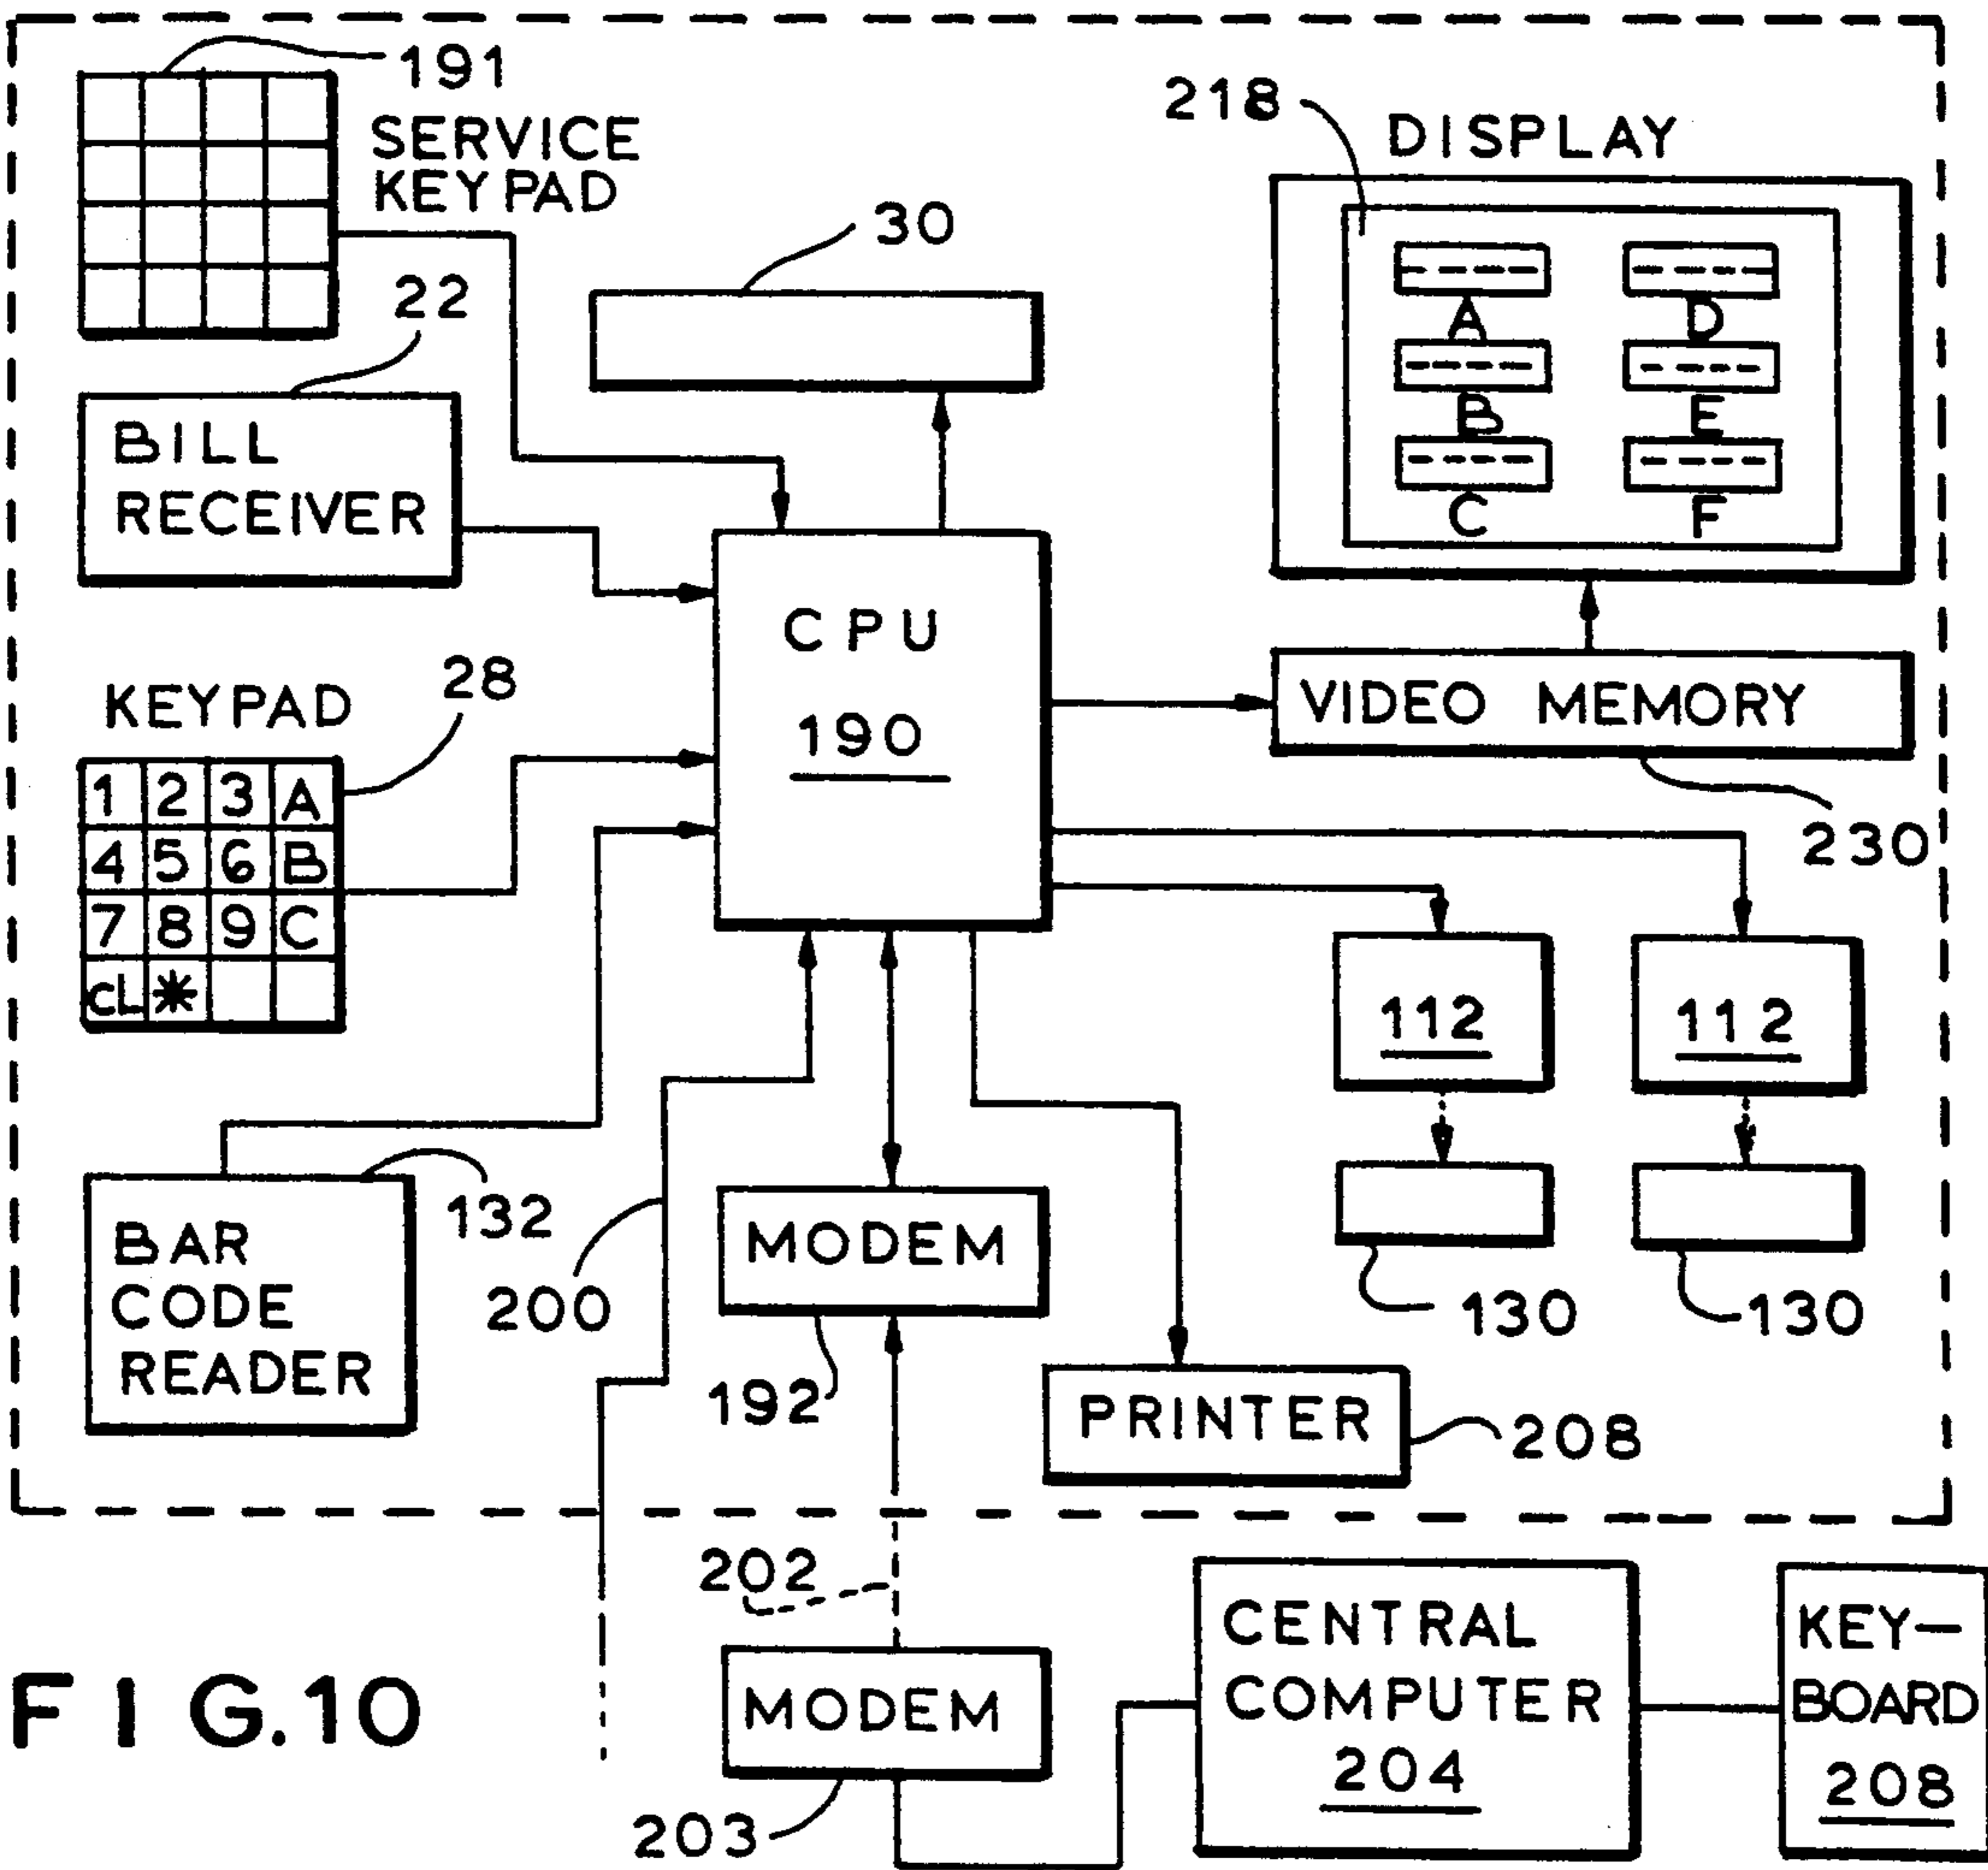 191
SERVICE
KEYPAD
218
DISPLAY
30
A
D
B
E
C
F
22
BILL
RECEIVER
CPU
190
VIDEO MEMORY
230
KEYPAD
28
1 2 3 A
4 5 6 B
7 8 9 C
CL *
112
112
130
130
132
BAR
CODE
READER
200
MODEM
192
PRINTER
208
202
MODEM
203
CENTRAL
COMPUTER
204
KEY-
BOARD
208
FIG.10